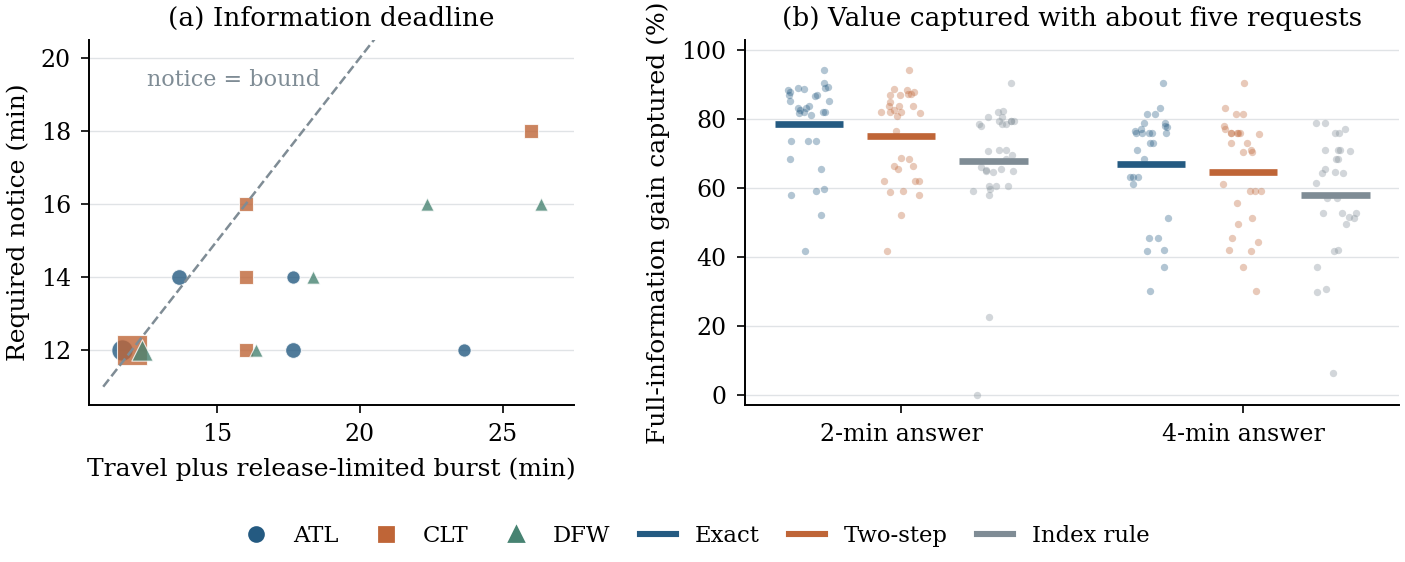 (a) Information deadline
Required notice (min)
20
18
16
14
12
notice = bound
15
20
25
Travel plus release-limited burst (min)
(b) Value captured with about five requests
Full-information gain captured (%)
100
80
60
40
20
0
2-min answer
4-min answer
ATL
CLT
DFW
Exact
Two-step
Index rule